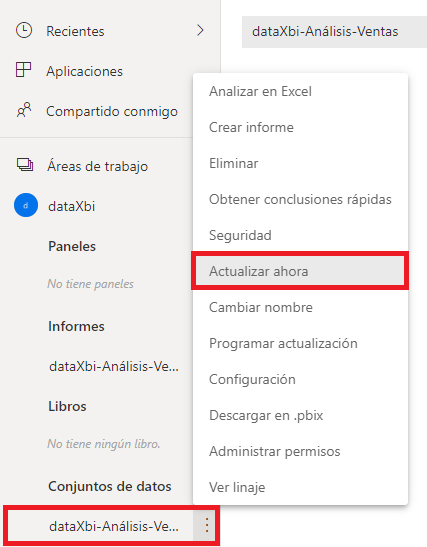 Recientes
Aplicaciones
Compartido conmigo
Áreas de trabajo
d
dataXbi
Paneles
No tiene paneles
Informes
dataXbi-Análisis-Ve...
Libros
No tiene ningún libro.
Conjuntos de datos
dataXbi-Análisis-Ve...
dataXbi-Análisis-Ventas
Analizar en Excel
Crear informe
Eliminar
Obtener conclusiones rápidas
Seguridad
Actualizar ahora
Cambiar nombre
Programar actualización
Configuración
Descargar en .pbix
Administrar permisos
Ver linaje